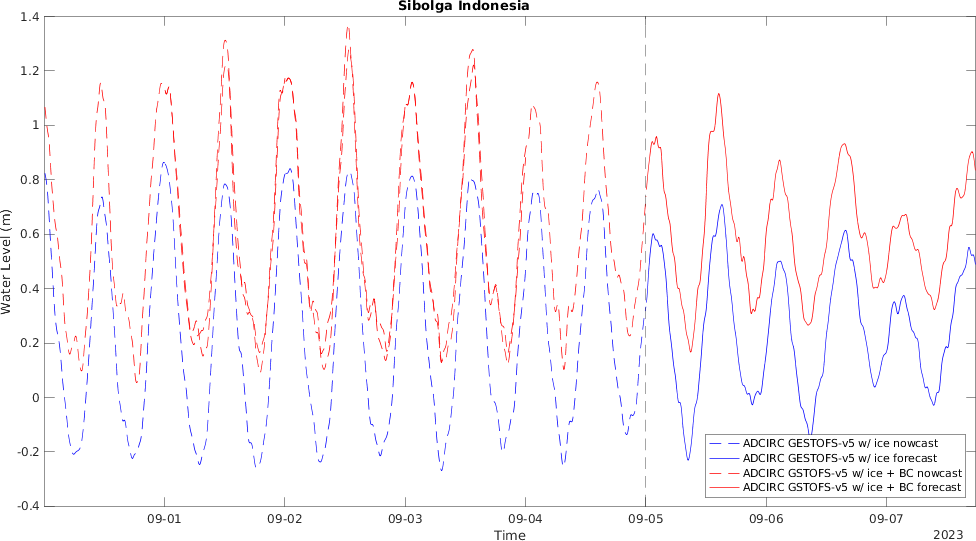 Sibolga Indonesia
1.4
1.2
1
0.8
0.6
0.4
0.2
0
-0.2
-0.4
Water Level (m)
09-01
09-02
09-03
09-04
09-05
09-06
09-07
Time
2023
ADCIRC GESTOFS-v5 w/ ice nowcast
ADCIRC GESTOFS-v5 w/ ice forecast
ADCIRC GSTOFS-v5 w/ ice + BC nowcast
ADCIRC GSTOFS-v5 w/ ice + BC forecast